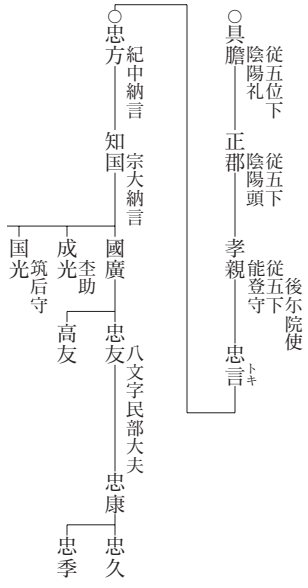 ○具膽
従五位下
陰陽礼
正郡
従五下
陰陽頭
孝親
後尓院使
従五下
能登守
忠言
トキ
○忠方
紀中納言
知国
宗大納言
國廣
忠友
八文字民部大夫
忠康
忠久
忠季
高友
成光
杢助
国光
筑后守